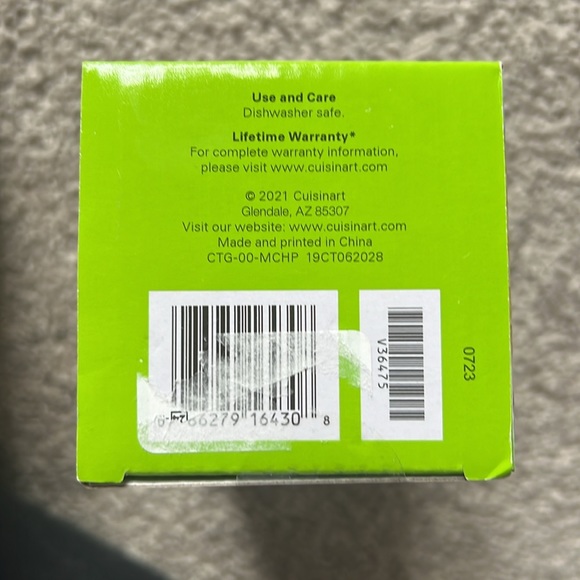 Use and Care
Dishwasher safe.
Lifetime Warranty*
For complete warranty information,
please visit www.cuisinart.com
© 2021 Cuisinart
Glendale, AZ 85307
Visit our website: www.cuisinart.com
Made and printed in China
CTG-00-MCHP 19CT062028
66279 16430 8
V36475
0723